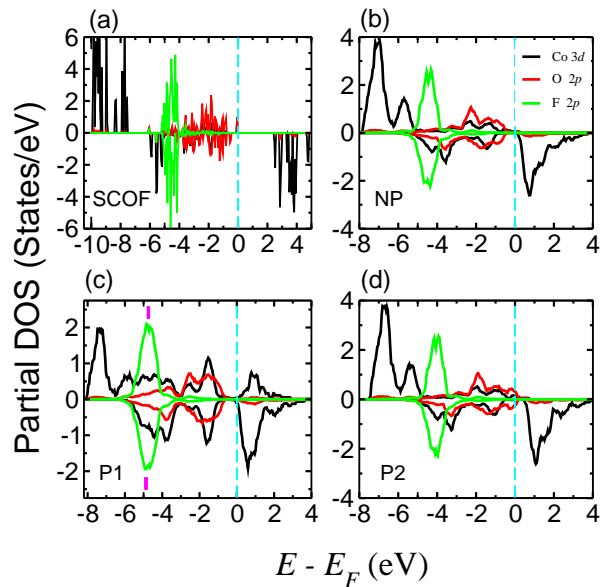 (a)
6
4
2
0
-2
-4
-6
SCOF
-10 -8 -6 -4 -2 0 2 4
(b)
4
2
0
-2
-4
Co 3d
O 2p
F 2p
NP
-8 -6 -4 -2 0 2 4
Partial DOS (States/eV)
(c)
2
1
0
-1
-2
P1
-8 -6 -4 -2 0 2 4
(d)
4
2
0
-2
-4
P2
-8 -6 -4 -2 0 2 4
E - E_F (eV)